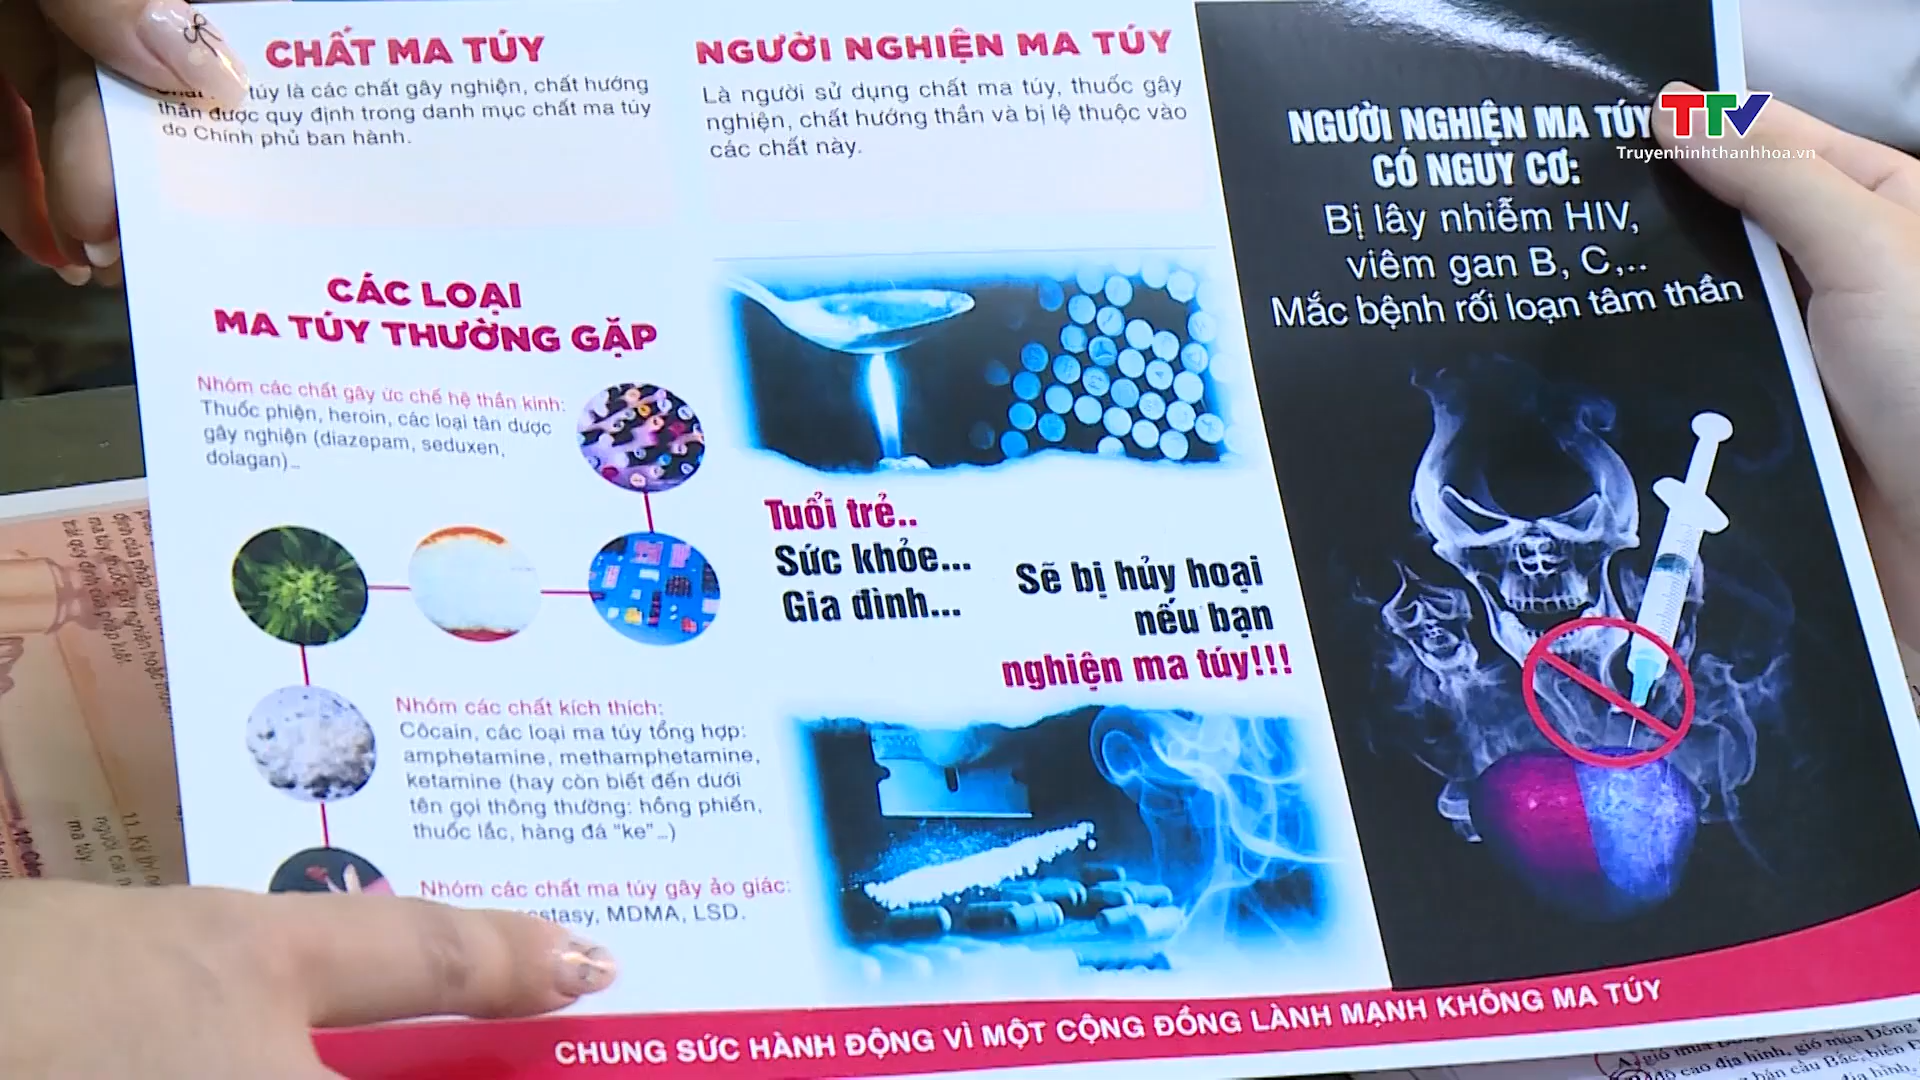 CHẤT MA TÚY
túy là các chất gây nghiện, chất hướng
thần được quy định trong danh mục chất ma túy
do Chính phủ ban hành.
NGƯỜI NGHIỆN MA TÚY
Là người sử dụng chất ma túy, thuốc gây
nghiện, chất hướng thần và bị lệ thuộc vào
các chất này.
CÁC LOẠI
MA TÚY THƯỜNG GẶP
Nhóm các chất gây ức chế hệ thần kinh:
Thuốc phiện, heroin, các loại tân dược
gây nghiện (diazepam, seduxen,
dolagan)...
Nhóm các chất kích thích:
Côcain, các loại ma túy tổng hợp:
amphetamine, methamphetamine,
ketamine (hay còn biết đến dưới
tên gọi thông thường: hồng phiến,
thuốc lắc, hàng đá "ke"...)
Nhóm các chất ma túy gây ảo giác:
stasy, MDMA, LSD.
Tuổi trẻ..
Sức khỏe...
Gia đình...
Sẽ bị hủy hoại
nếu bạn
nghiện ma túy!!!
NGƯỜI NGHIỆN MA TÚY
CÓ NGUY CƠ:
Bị lây nhiễm HIV,
viêm gan B, C,..
Mắc bệnh rối loạn tâm thần
TTV
Truyenhinhthanhhoa.vn
CHUNG SỨC HÀNH ĐỘNG VÌ MỘT CỘNG ĐỒNG LÀNH MẠNH KHÔNG MA TÚY
độ cao địa hình, gió mùa Đông